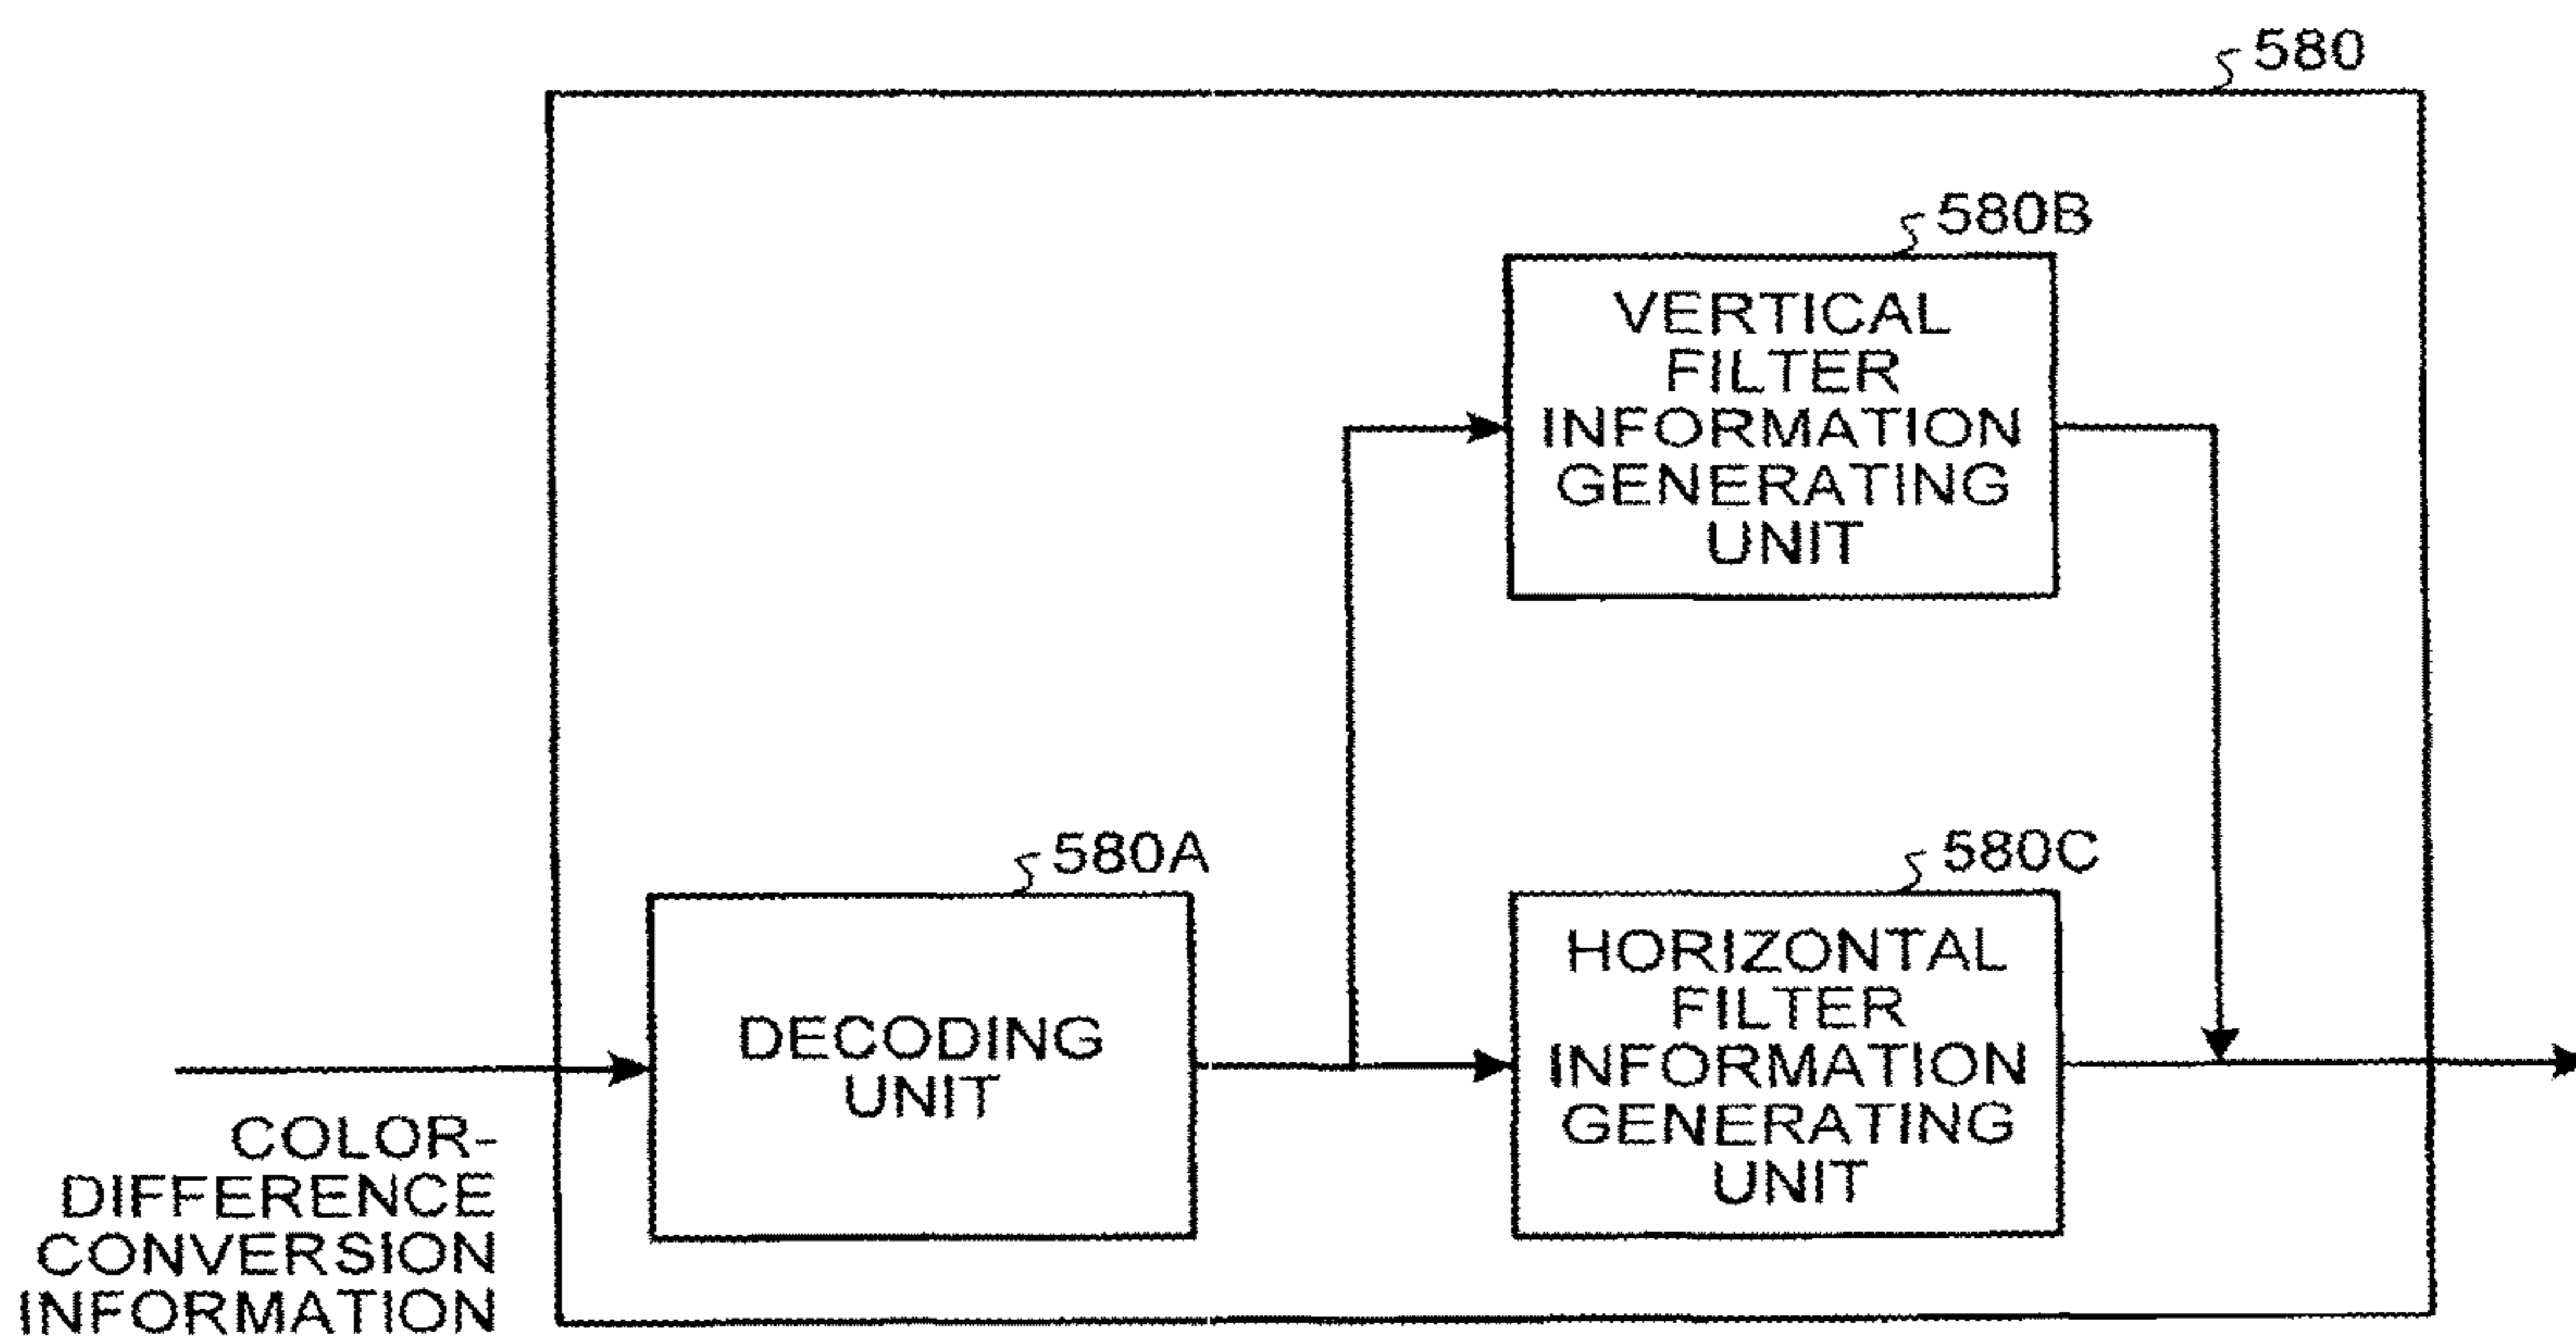 580
580B
VERTICAL
FILTER
INFORMATION
GENERATING
UNIT
580A
DECODING
UNIT
580C
HORIZONTAL
FILTER
INFORMATION
GENERATING
UNIT
COLOR-
DIFFERENCE
CONVERSION
INFORMATION